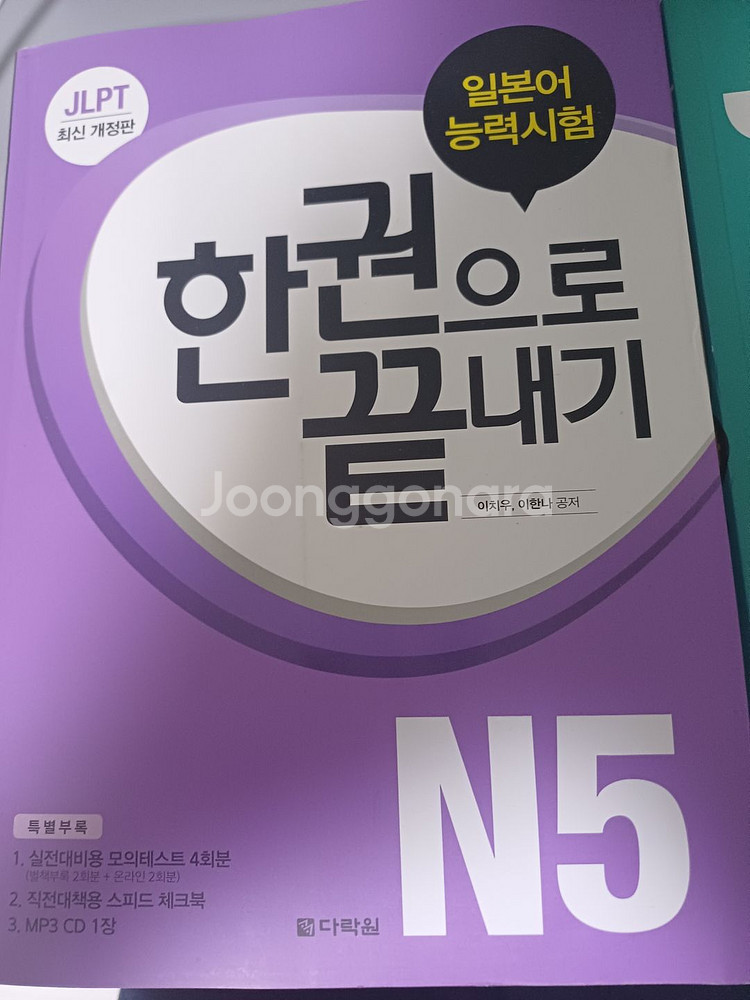 JLPT
최신 개정판
일본어
능력시험
한권으로
끝내기
이치우, 이한나 공저
Joonggonara
N5
특별부록
1. 실전대비용 모의테스트 4회분
(별책부록 2회분 + 온라인 2회분)
2. 직전대책용 스피드 체크북
3. MP3 CD 1장
다락원